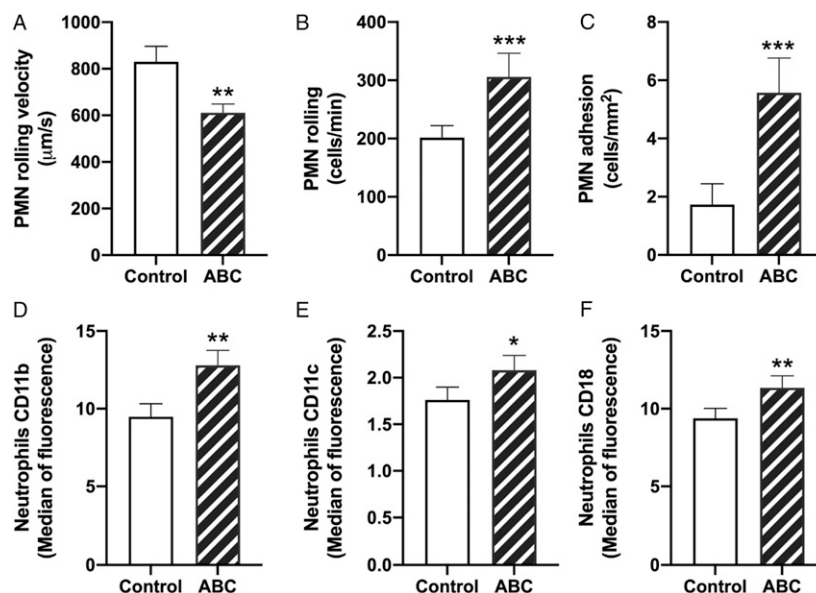 A
PMN rolling velocity
(μm/s)
1000
800
600
400
200
0
**
Control ABC
B
PMN rolling
(cells/min)
400
300
200
100
0
***
Control ABC
C
PMN adhesion
(cells/mm²)
8
6
4
2
0
***
Control ABC
D
Neutrophils CD11b
(Median of fluorescence)
15
10
5
0
**
Control ABC
E
Neutrophils CD11c
(Median of fluorescence)
2.5
2.0
1.5
1.0
0.5
0.0
*
Control ABC
F
Neutrophils CD18
(Median of fluorescence)
15
10
5
0
**
Control ABC